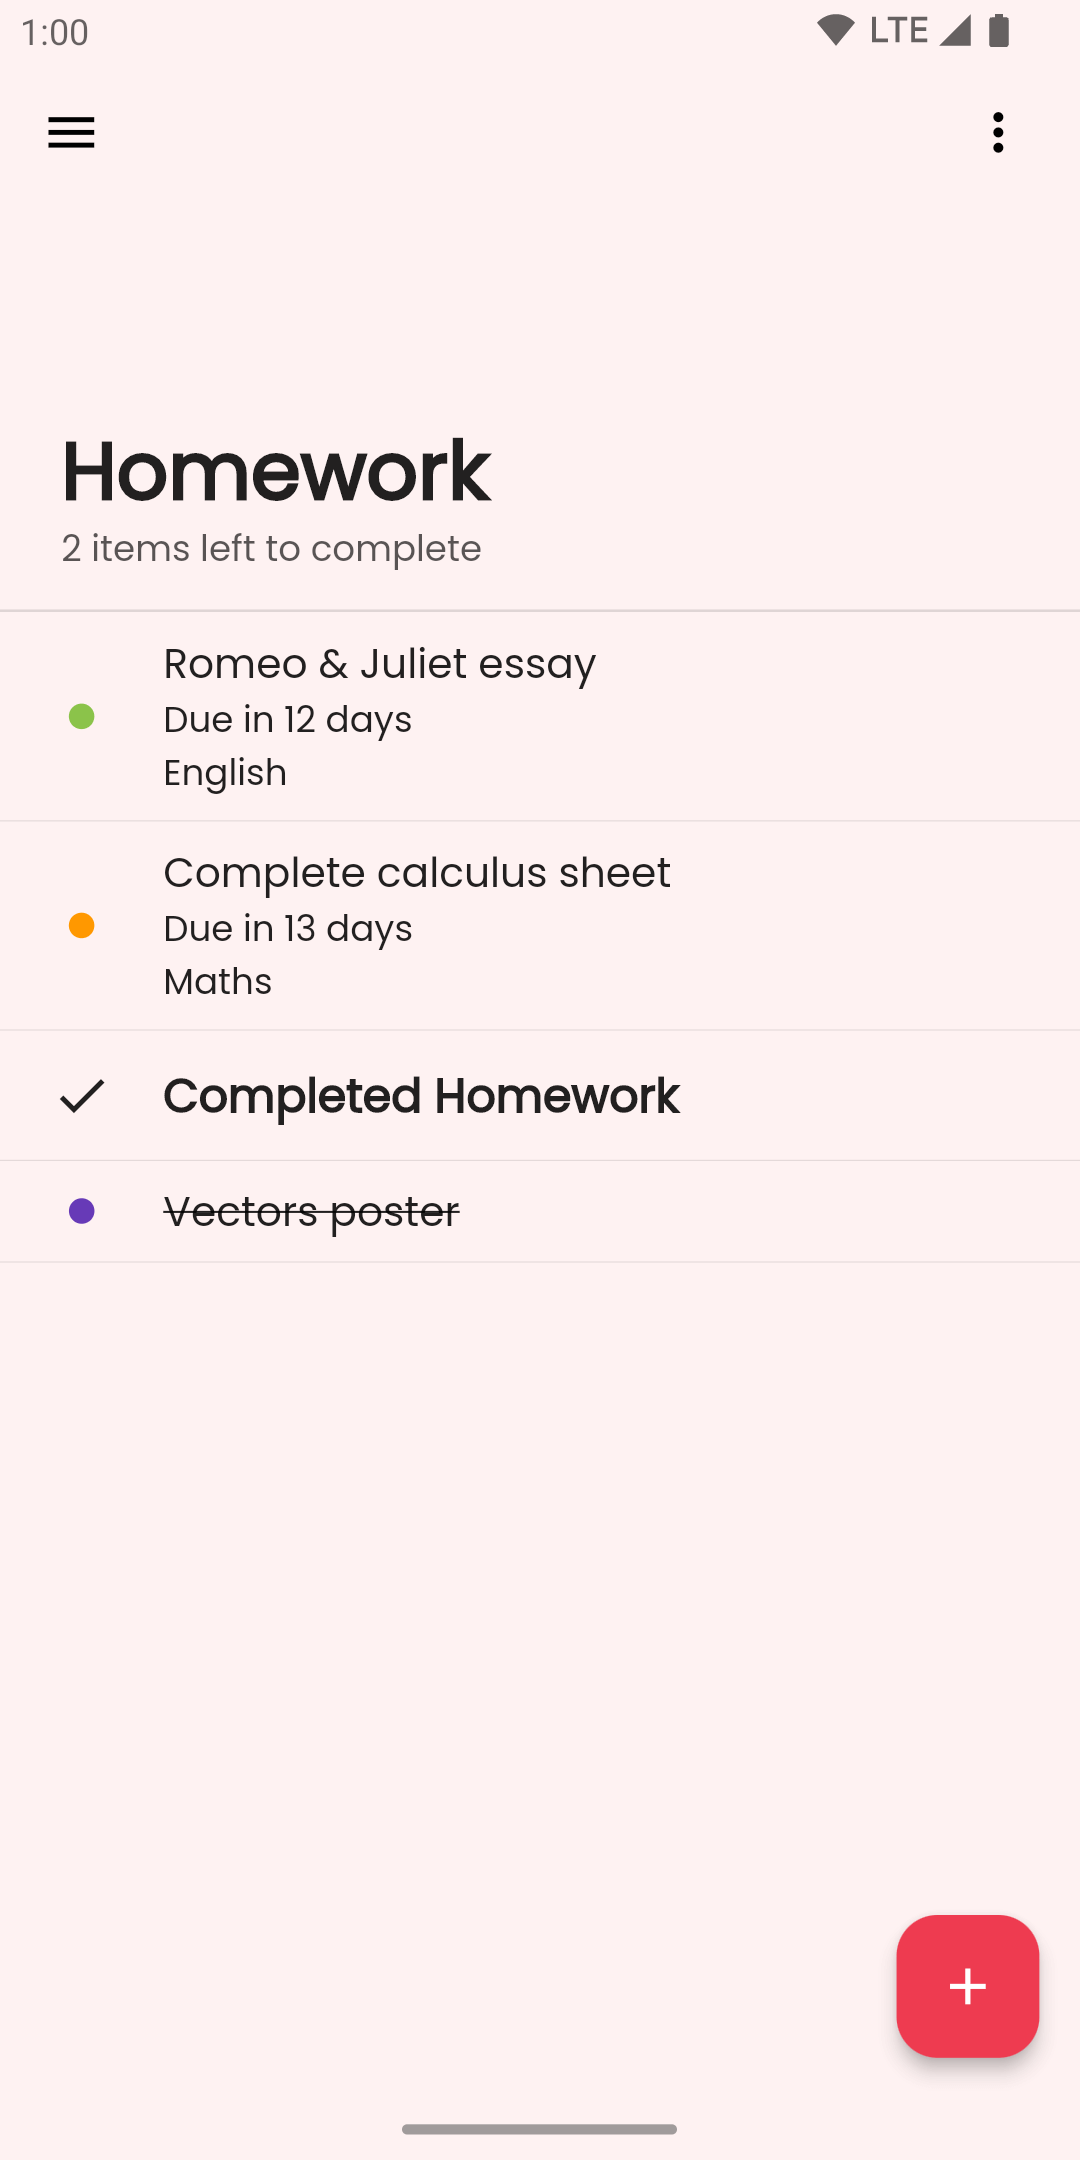 1:00
LTE
Homework
2 items left to complete
Romeo & Juliet essay
Due in 12 days
English
Complete calculus sheet
Due in 13 days
Maths
Completed Homework
Vectors poster